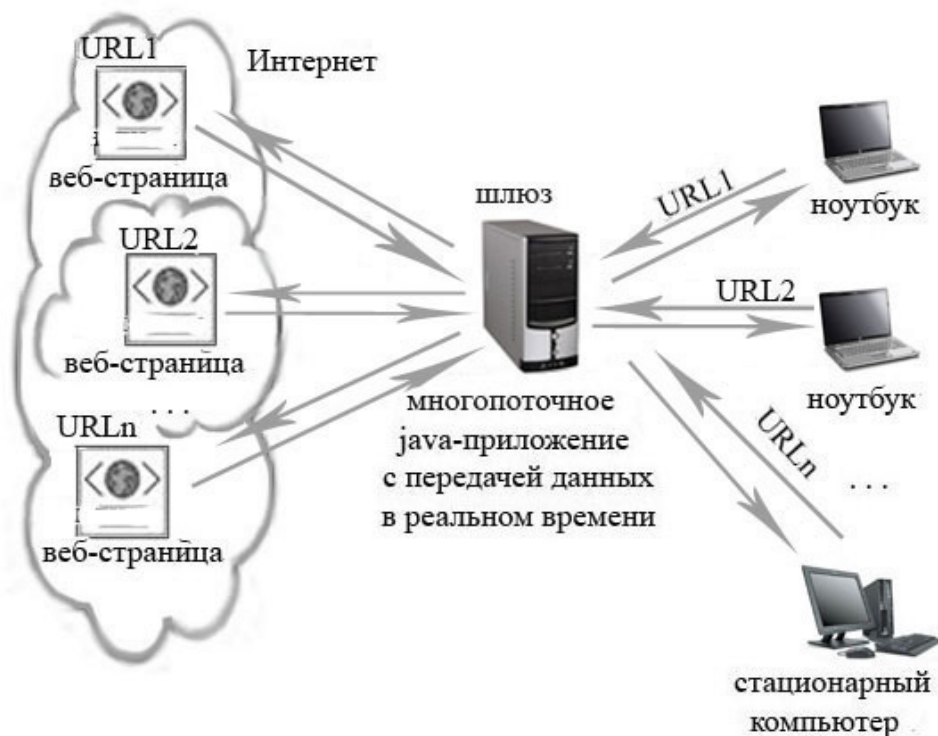 URL1
Интернет
веб-страница
URL2
веб-страница
. . .
URLn
веб-страница
шлюз
многопоточное
java-приложение
с передачей данных
в реальном времени
URL1
ноутбук
URL2
ноутбук
URLn
. . .
стационарный
компьютер